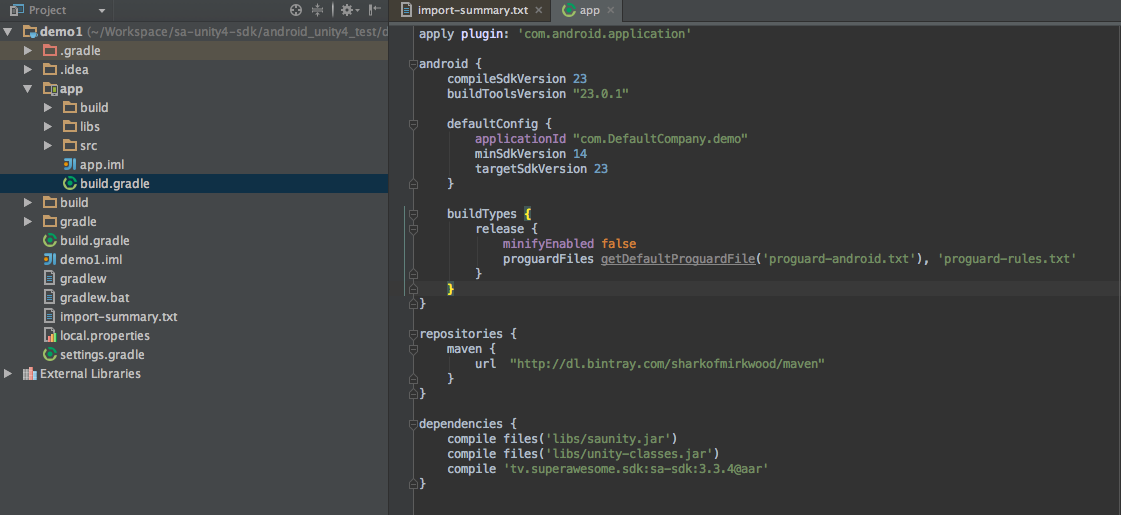 Project
demo1 (~/Workspace/sa-unity4-sdk/android_unity4_test/d
.gradle
.idea
app
build
libs
src
app.iml
build.gradle
build
gradle
build.gradle
demo1.iml
gradlew
gradlew.bat
import-summary.txt
local.properties
settings.gradle
External Libraries
import-summary.txt
app
apply plugin: 'com.android.application'
android {
compileSdkVersion 23
buildToolsVersion "23.0.1"
defaultConfig {
applicationId "com.DefaultCompany.demo"
minSdkVersion 14
targetSdkVersion 23
}
buildTypes {
release {
minifyEnabled false
proguardFiles getDefaultProguardFile('proguard-android.txt'), 'proguard-rules.txt'
}
}
}
repositories {
maven {
url  "http://dl.bintray.com/sharkofmirkwood/maven"
}
}
dependencies {
compile files('libs/saunity.jar')
compile files('libs/unity-classes.jar')
compile 'tv.superawesome.sdk:sa-sdk:3.3.4@aar'
}